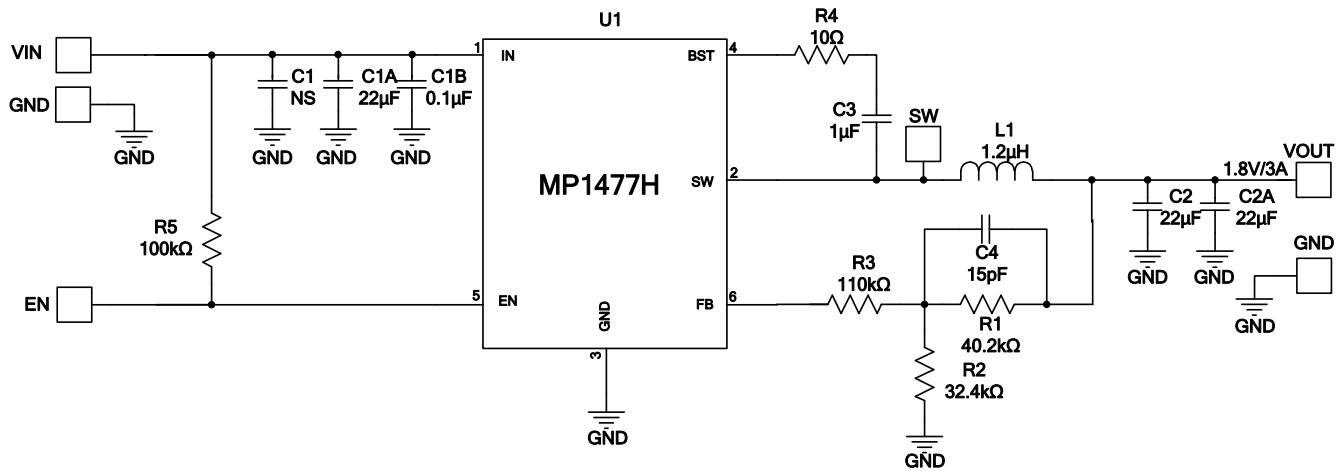 U1
VIN
GND
GND
R5
100kΩ
EN
C1
NS
GND
C1A
22µF
GND
C1B
0.1µF
GND
1
IN
5
EN
MP1477H
GND
3
GND
BST
4
SW
2
FB
6
R4
10Ω
C3
1µF
SW
L1
1.2µH
1.8V/3A
VOUT
C2
22µF
GND
C2A
22µF
GND
GND
GND
C4
15pF
R3
110kΩ
R1
40.2kΩ
R2
32.4kΩ
GND